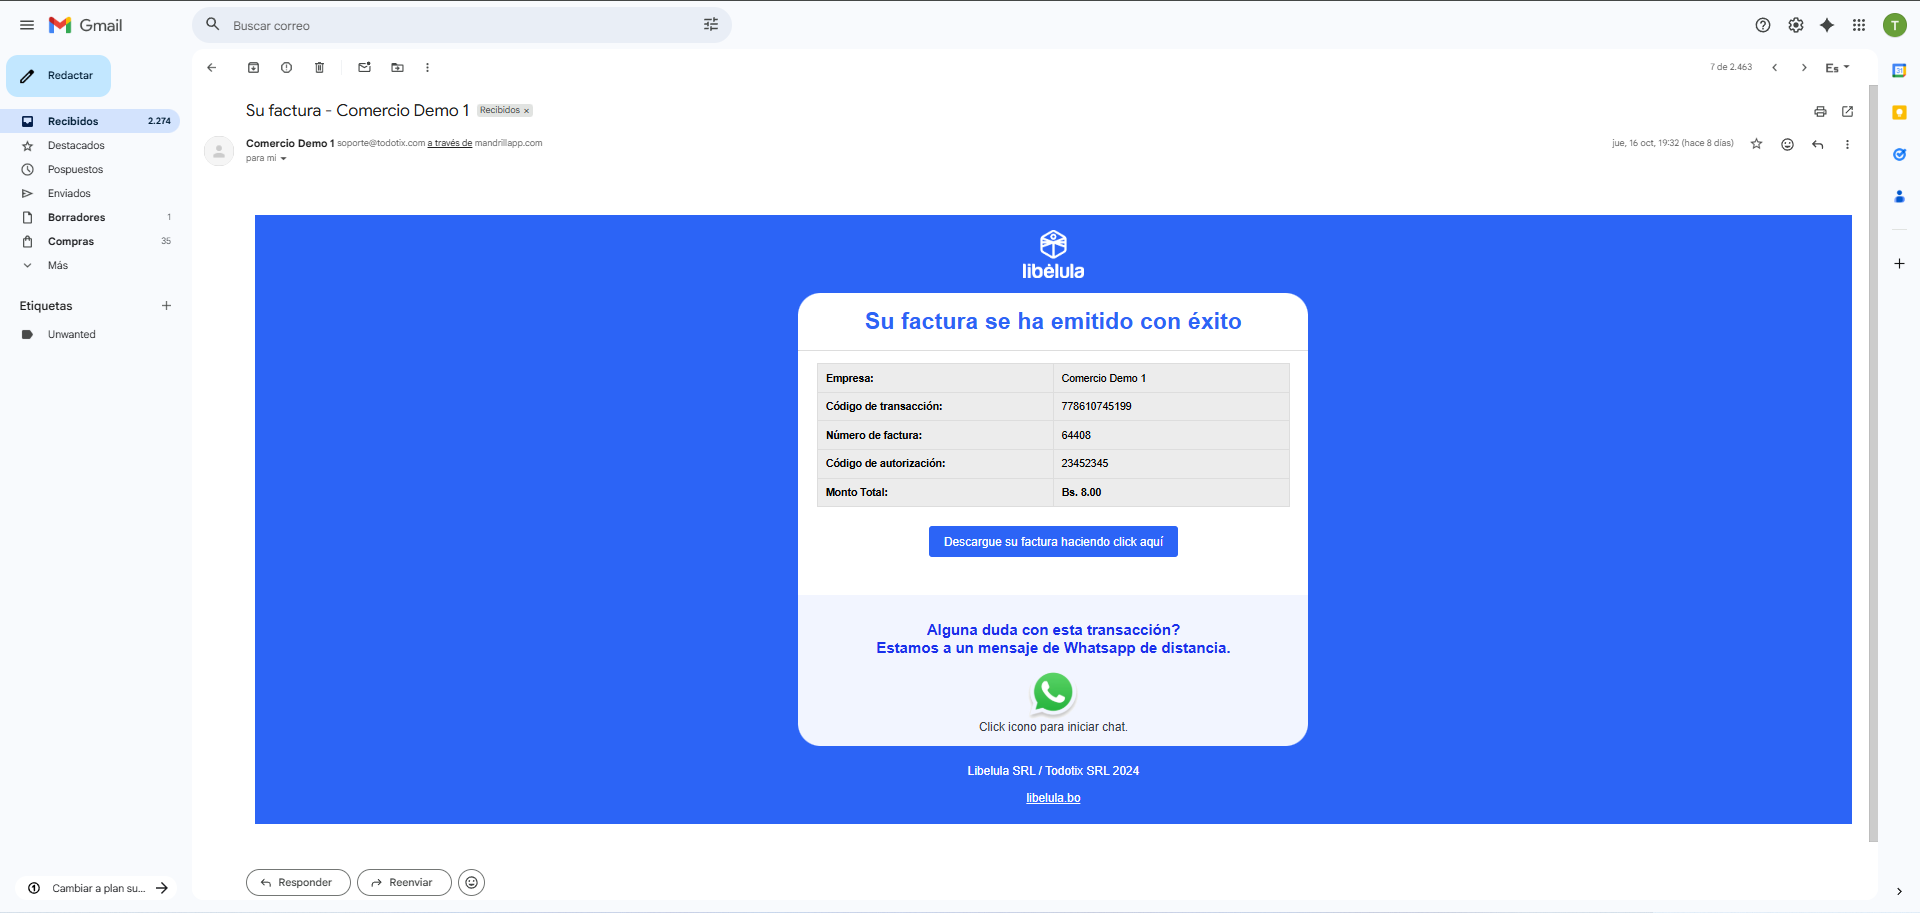 Gmail
Buscar correo
T
Redactar
7 de 2.463
Es
Recibidos 2.274
Destacados
Pospuestos
Enviados
Borradores 1
Compras 35
Más
Etiquetas
Unwanted
Cambiar a plan su...
Su factura - Comercio Demo 1 Recibidos x
Comercio Demo 1 soporte@todotix.com a través de mandrillapp.com
jue, 16 oct, 19:32 (hace 8 días)
para mí
libélula
Su factura se ha emitido con éxito
Empresa: Comercio Demo 1
Código de transacción: 778610745199
Número de factura: 64408
Código de autorización: 23452345
Monto Total: Bs. 8.00
Descargue su factura haciendo click aquí
Alguna duda con esta transacción?
Estamos a un mensaje de Whatsapp de distancia.
Click icono para iniciar chat.
Libelula SRL / Todotix SRL 2024
libelula.bo
Responder
Reenviar
31